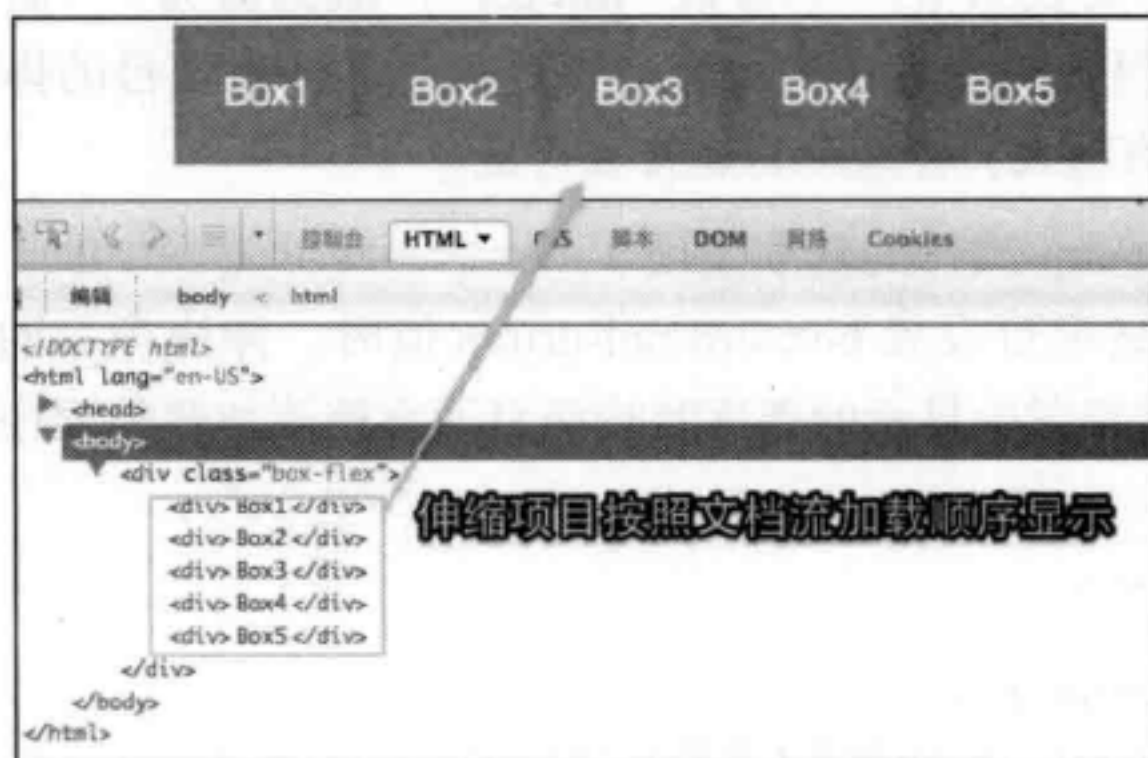 Box1 Box2 Box3 Box4 Box5
控制台 HTML CSS 脚本 DOM 网络 Cookies
编辑 body < html
<!DOCTYPE html>
<html lang="en-US">
<head>
<body>
<div class="box-flex">
<div> Box1 </div>
<div> Box2 </div>
<div> Box3 </div>
<div> Box4 </div>
<div> Box5 </div>
</div>
</body>
</html>
伸缩项目按照文档流加载顺序显示